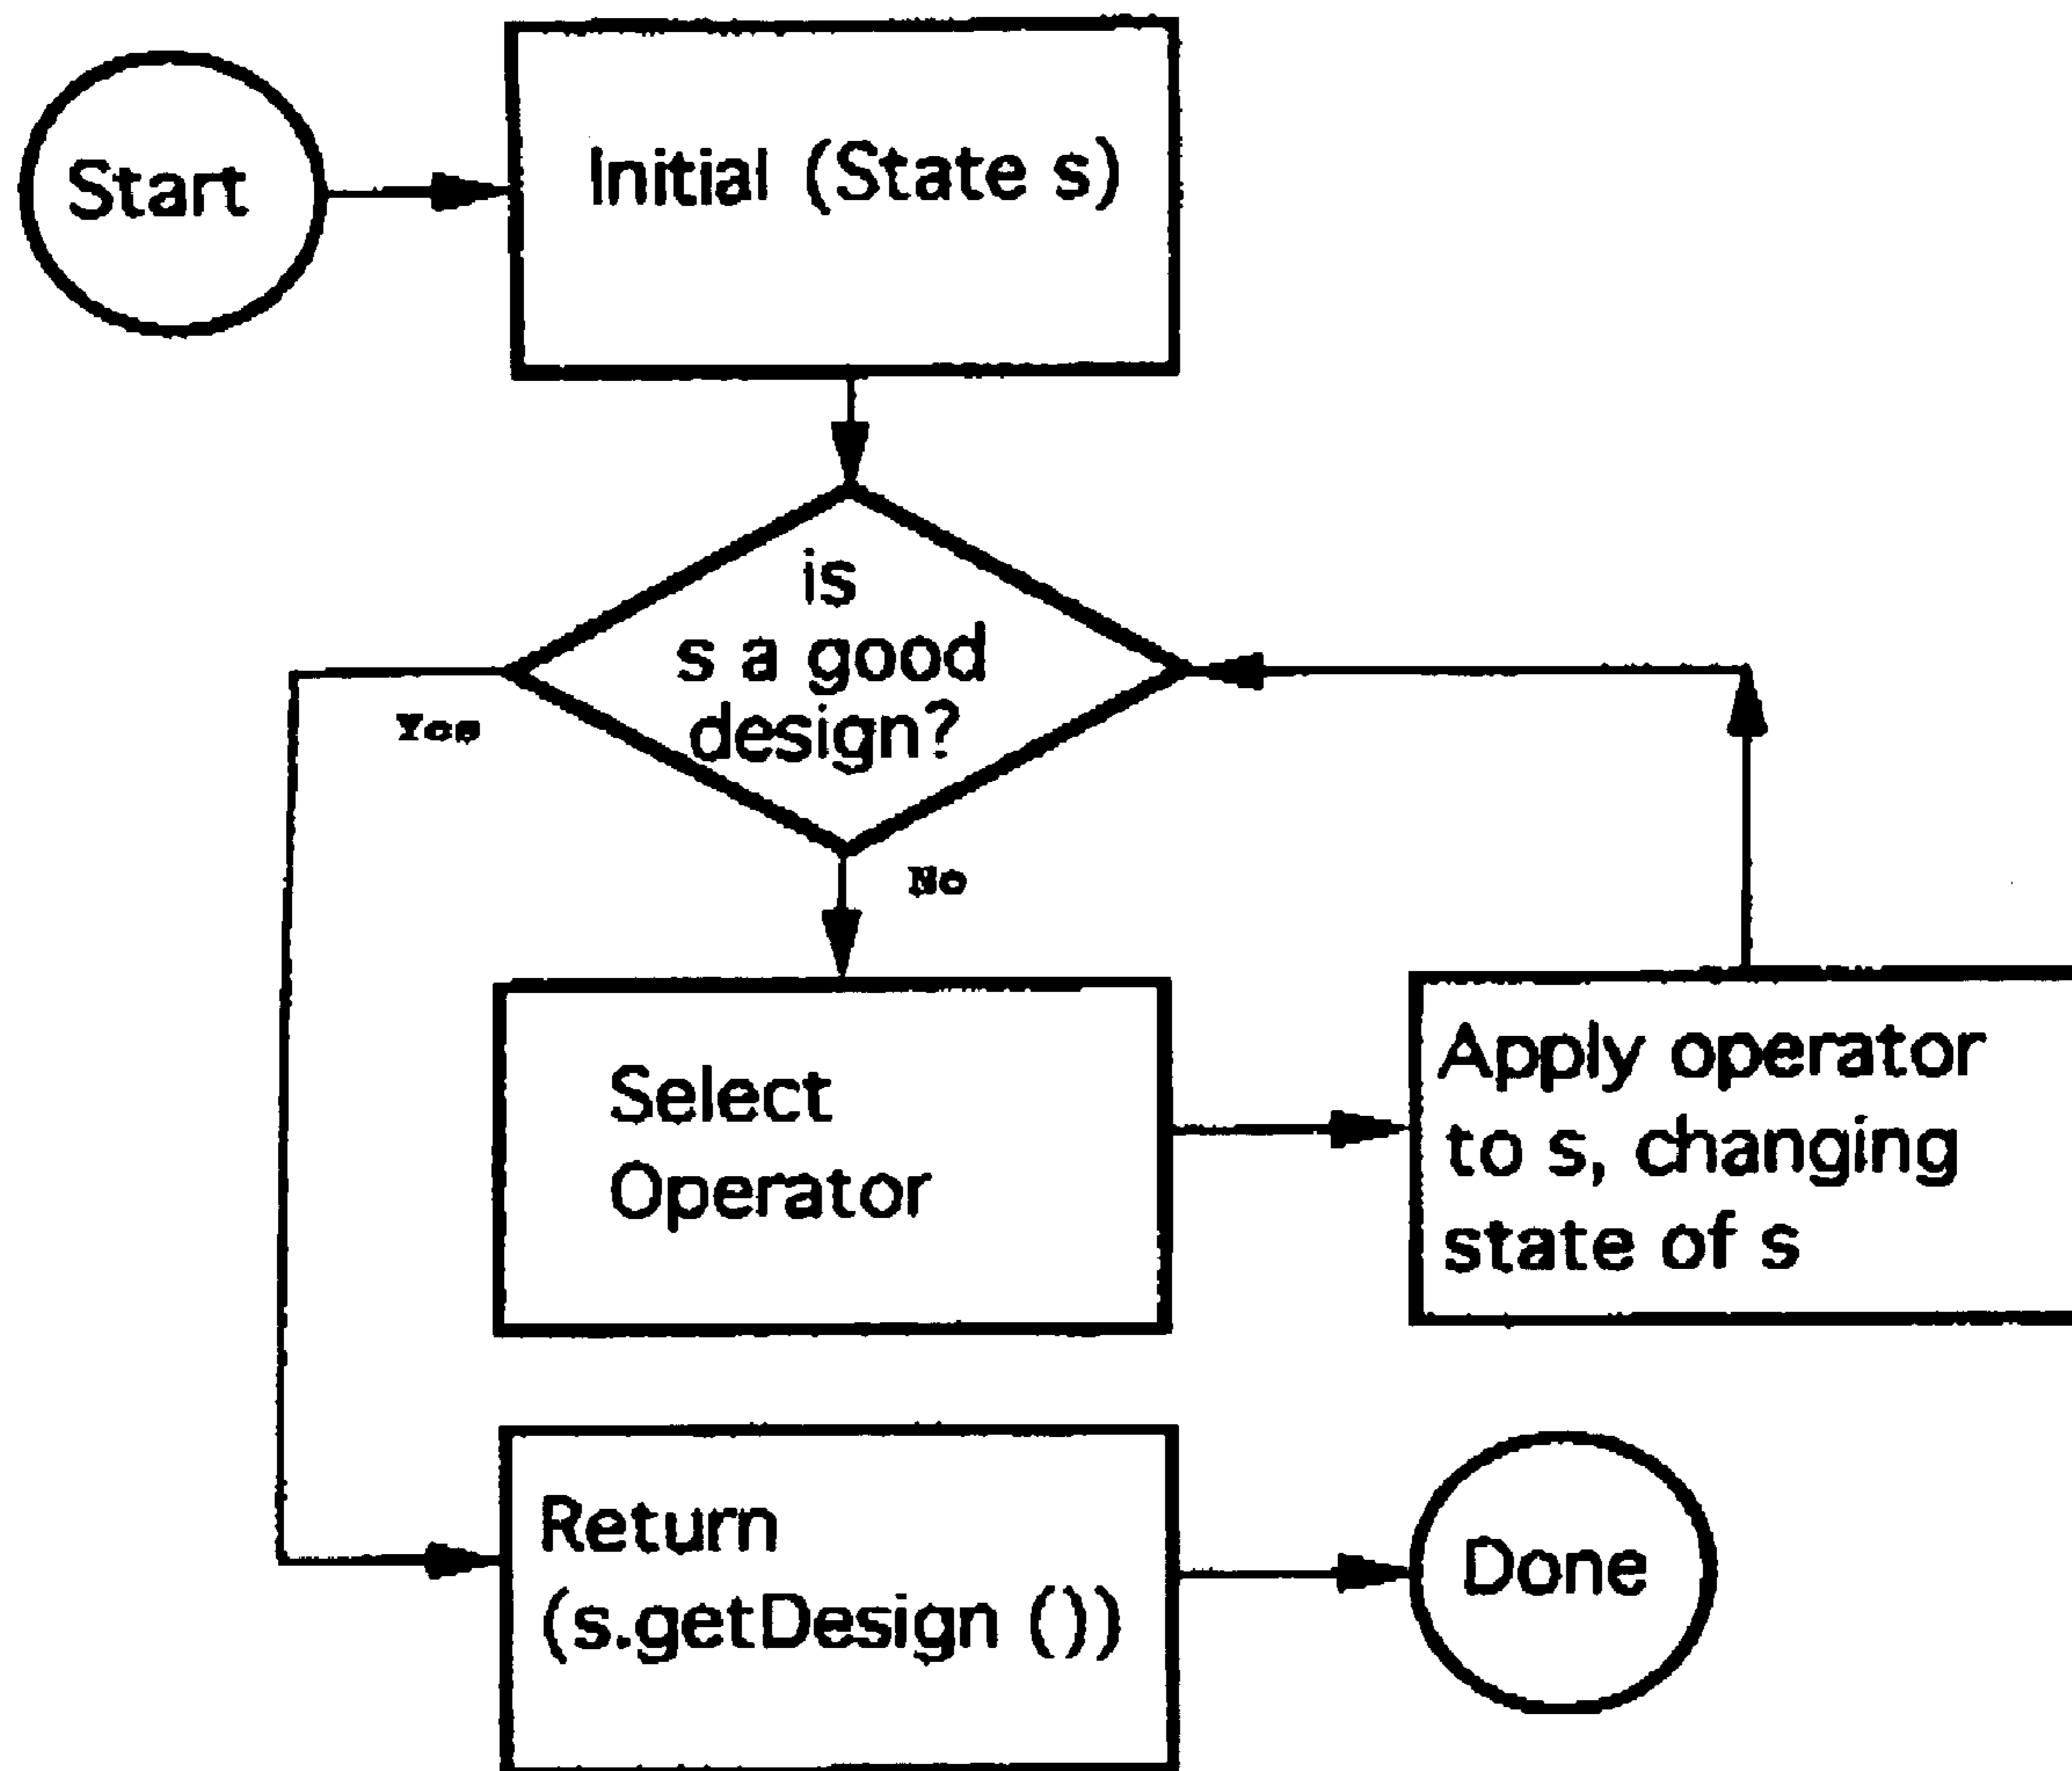 Start
Initial (State s)
is
s a good
design?
Yes
No
Select
Operator
Apply operator
to s, changing
state of s
Return
(s.getDesign ())
Done